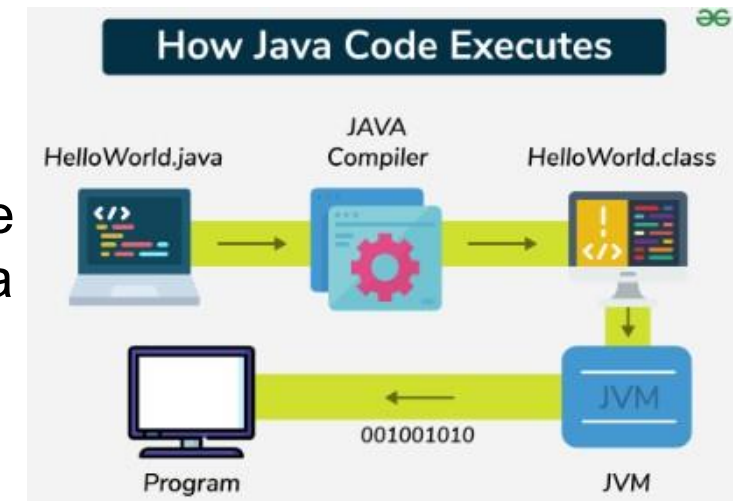 How Java Code Executes
JAVA
Compiler
HelloWorld.java
HelloWorld.class
e
a
</>
!
</>
JVM
001001010
Program
JVM